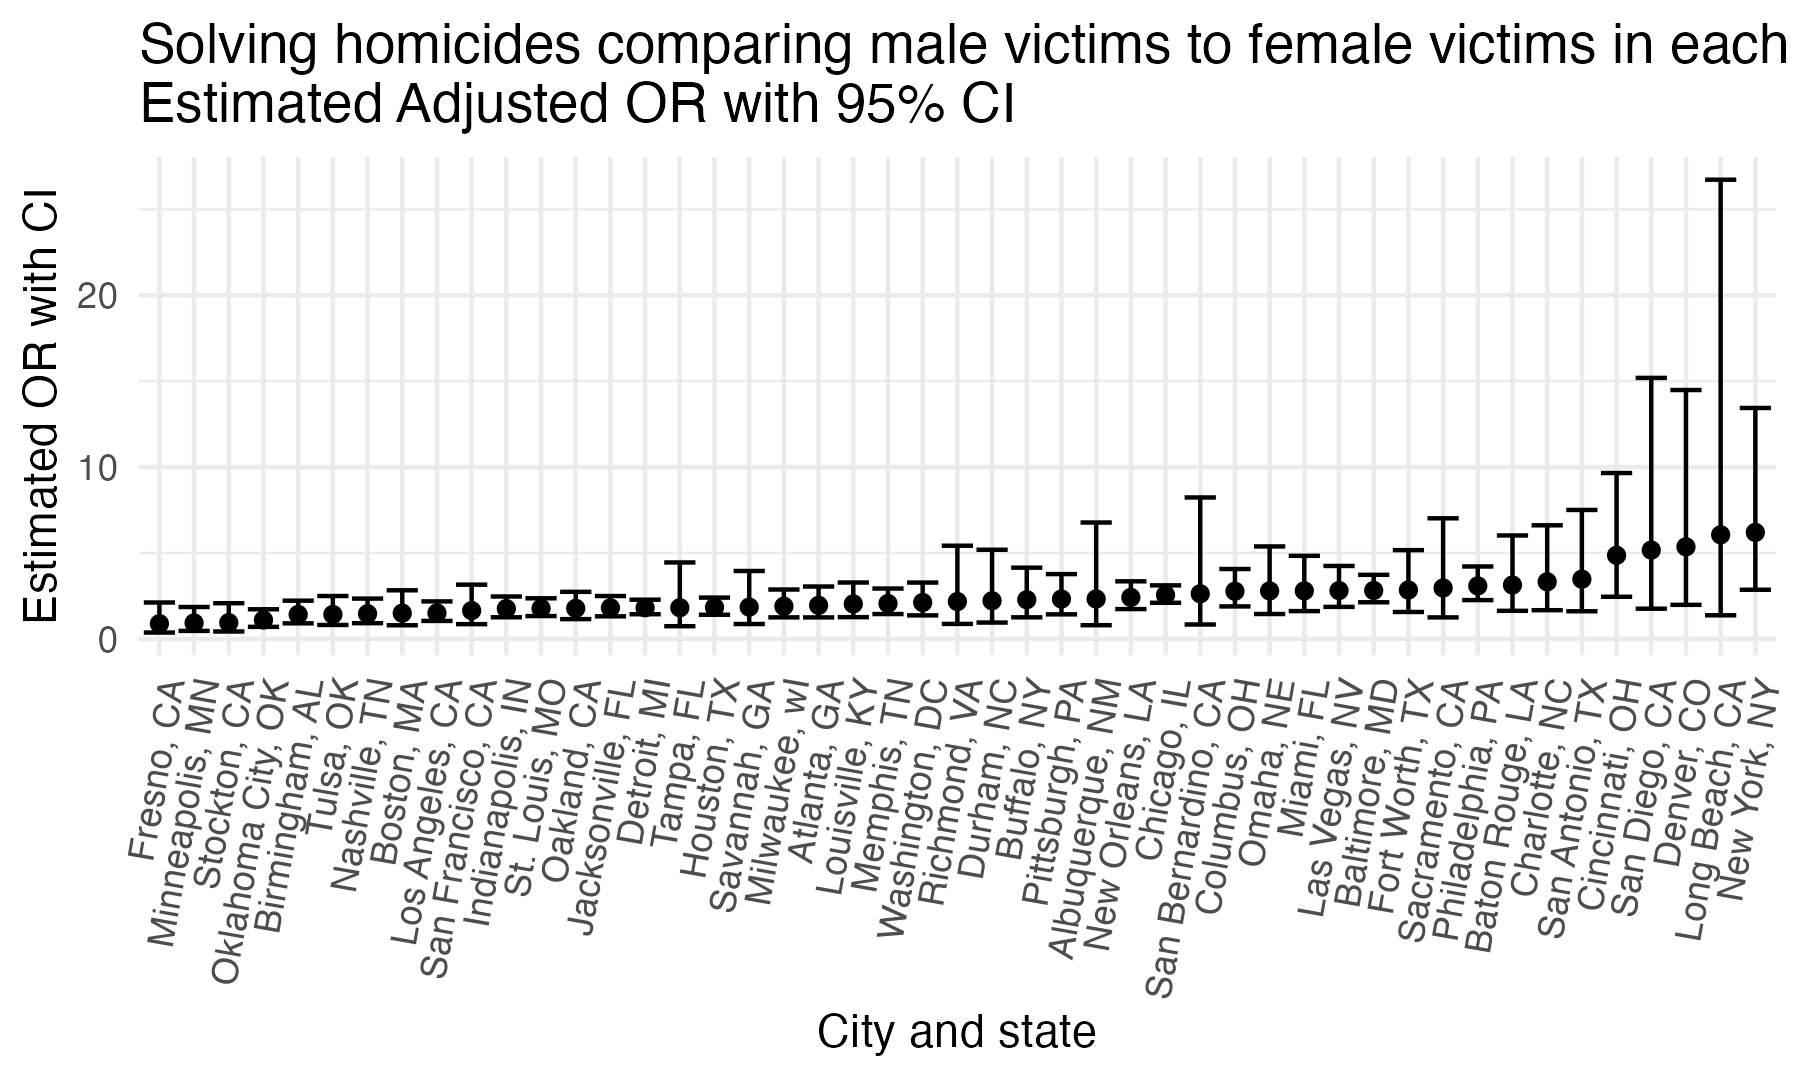 Solving homicides comparing male victims to female victims in each
Estimated Adjusted OR with 95% CI
Estimated OR with CI
20
10
0
Fresno, CA
Minneapolis, MN
Stockton, CA
Oklahoma City, OK
Birmingham, AL
Tulsa, OK
Nashville, TN
Boston, MA
Los Angeles, CA
San Francisco, CA
Indianapolis, IN
St. Louis, MO
Oakland, CA
Jacksonville, FL
Detroit, MI
Tampa, FL
Houston, TX
Savannah, GA
Milwaukee, wI
Atlanta, GA
Louisville, KY
Memphis, TN
Washington, DC
Richmond, VA
Durham, NC
Buffalo, NY
Pittsburgh, PA
Albuquerque, NM
New Orleans, LA
Chicago, IL
San Bernardino, CA
Columbus, OH
Omaha, NE
Miami, FL
Las Vegas, NV
Baltimore, MD
Fort Worth, TX
Sacramento, CA
Philadelphia, PA
Baton Rouge, LA
Charlotte, NC
San Antonio, TX
Cincinnati, OH
San Diego, CA
Denver, CO
Long Beach, CA
New York, NY
City and state